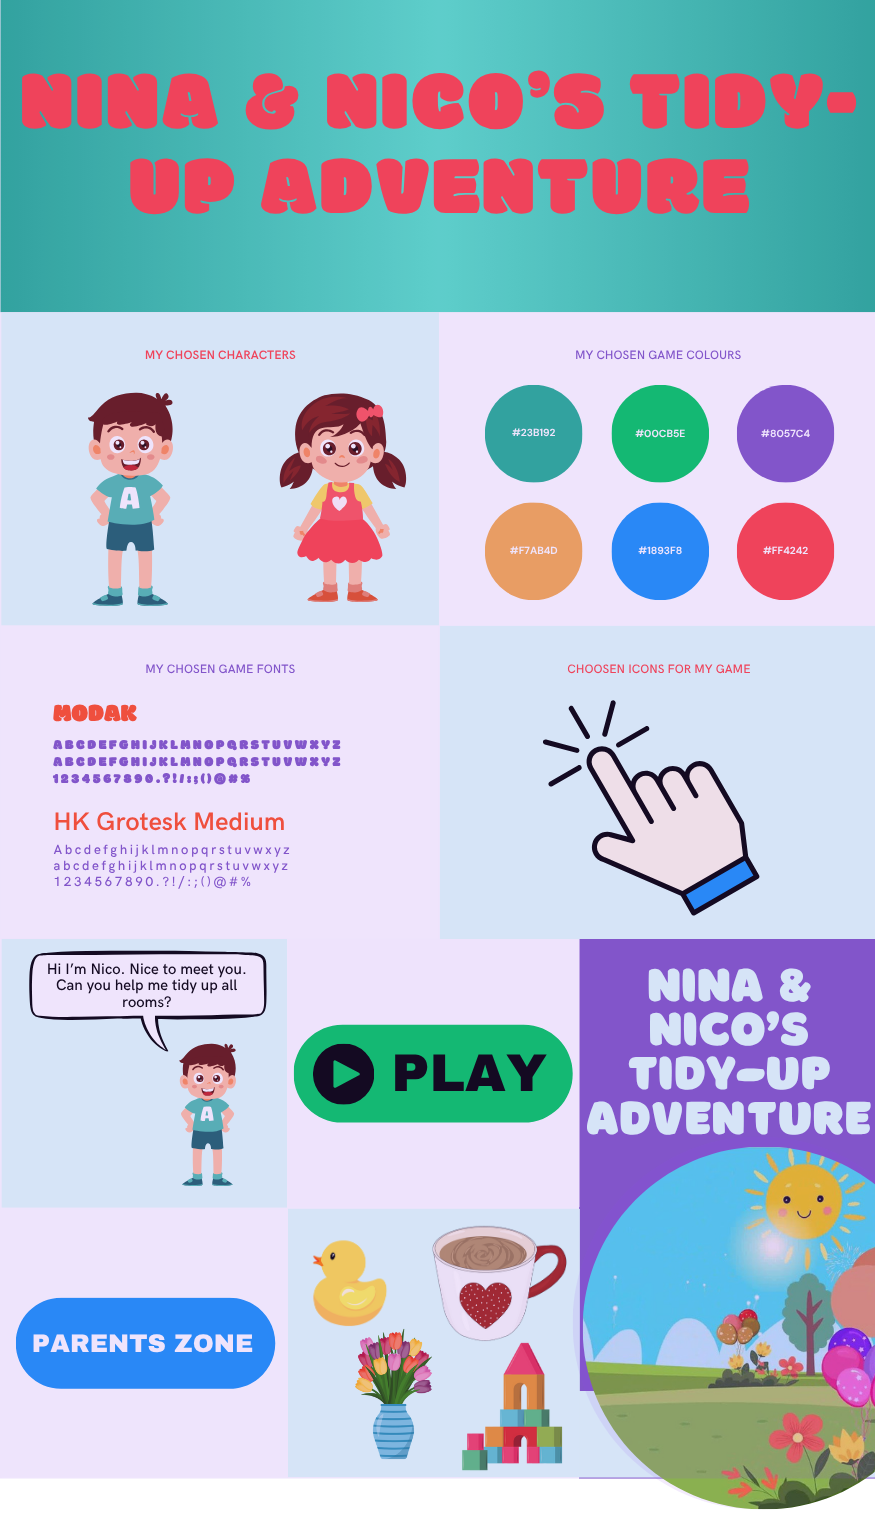 NINA & NICO'S TIDY-
UP ADVENTURE
MY CHOSEN CHARACTERS
A
MY CHOSEN GAME COLOURS
#23B192
#00CB5E
#8057C4
#F7AB4D
#1893F8
#FF4242
MY CHOSEN GAME FONTS
MODAK
ABCDEFGHIJKLMNOPQRSTUVWXYZ
ABCDEFGHIJKLMNOPQRSTUVWXYZ
1234567890.?!/:;()@#%
HK Grotesk Medium
Abcdefghijklmnopqrstuvwxyz
abcdefghijklmnopqrstuvwxyz
1234567890.?!/:;()@#%
CHOOSEN ICONS FOR MY GAME
Hi I'm Nico. Nice to meet you.
Can you help me tidy up all
rooms?
A
PLAY
NINA &
NICO'S
TIDY-UP
ADVENTURE
PARENTS ZONE